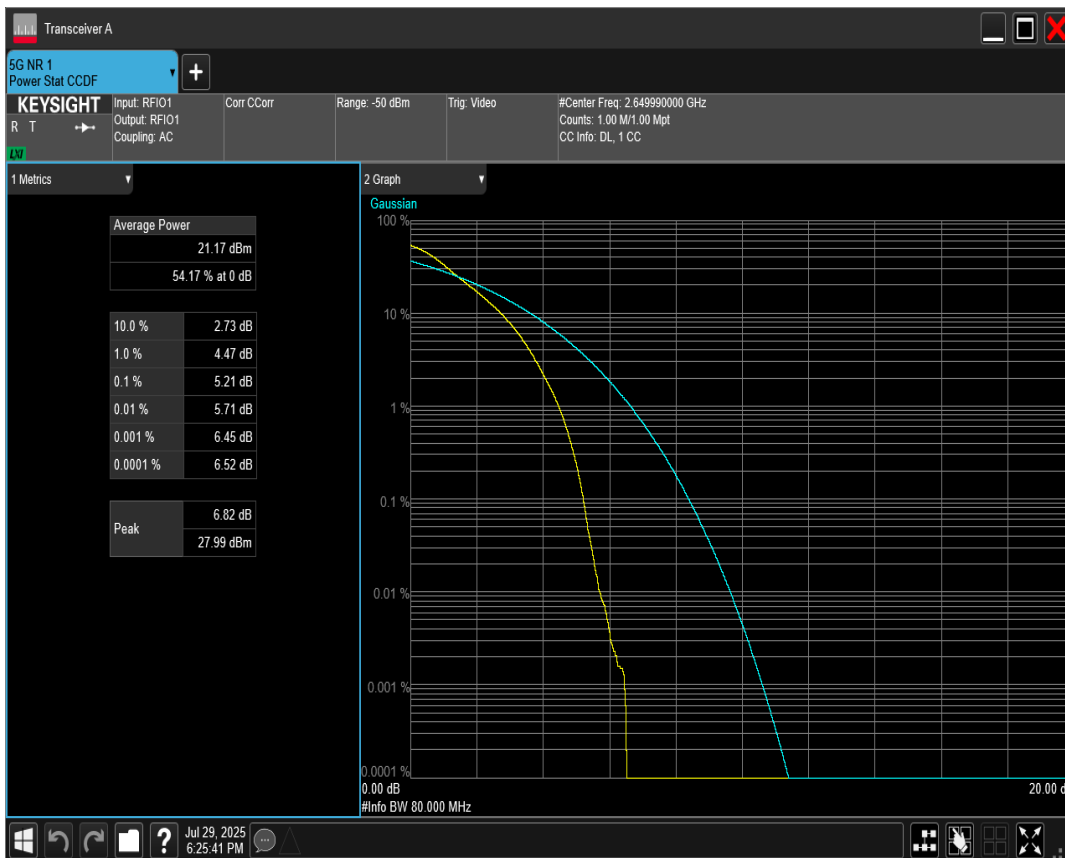 Transceiver A
5G NR 1
Power Stat CCDF
+
KEYSIGHT
R T
LXI
Input: RFIO1
Output: RFIO1
Coupling: AC
Corr CCorr
Range: -50 dBm
Trig: Video
#Center Freq: 2.649990000 GHz
Counts: 1.00 M/1.00 Mpt
CC Info: DL, 1 CC
1 Metrics
Average Power
21.17 dBm
54.17 % at 0 dB
10.0 % 2.73 dB
1.0 % 4.47 dB
0.1 % 5.21 dB
0.01 % 5.71 dB
0.001 % 6.45 dB
0.0001 % 6.52 dB
Peak
6.82 dB
27.99 dBm
2 Graph
Gaussian
100 %
10 %
1 %
0.1 %
0.01 %
0.001 %
0.0001 %
0.00 dB
20.00 d
#Info BW 80.000 MHz
?
Jul 29, 2025
6:25:41 PM